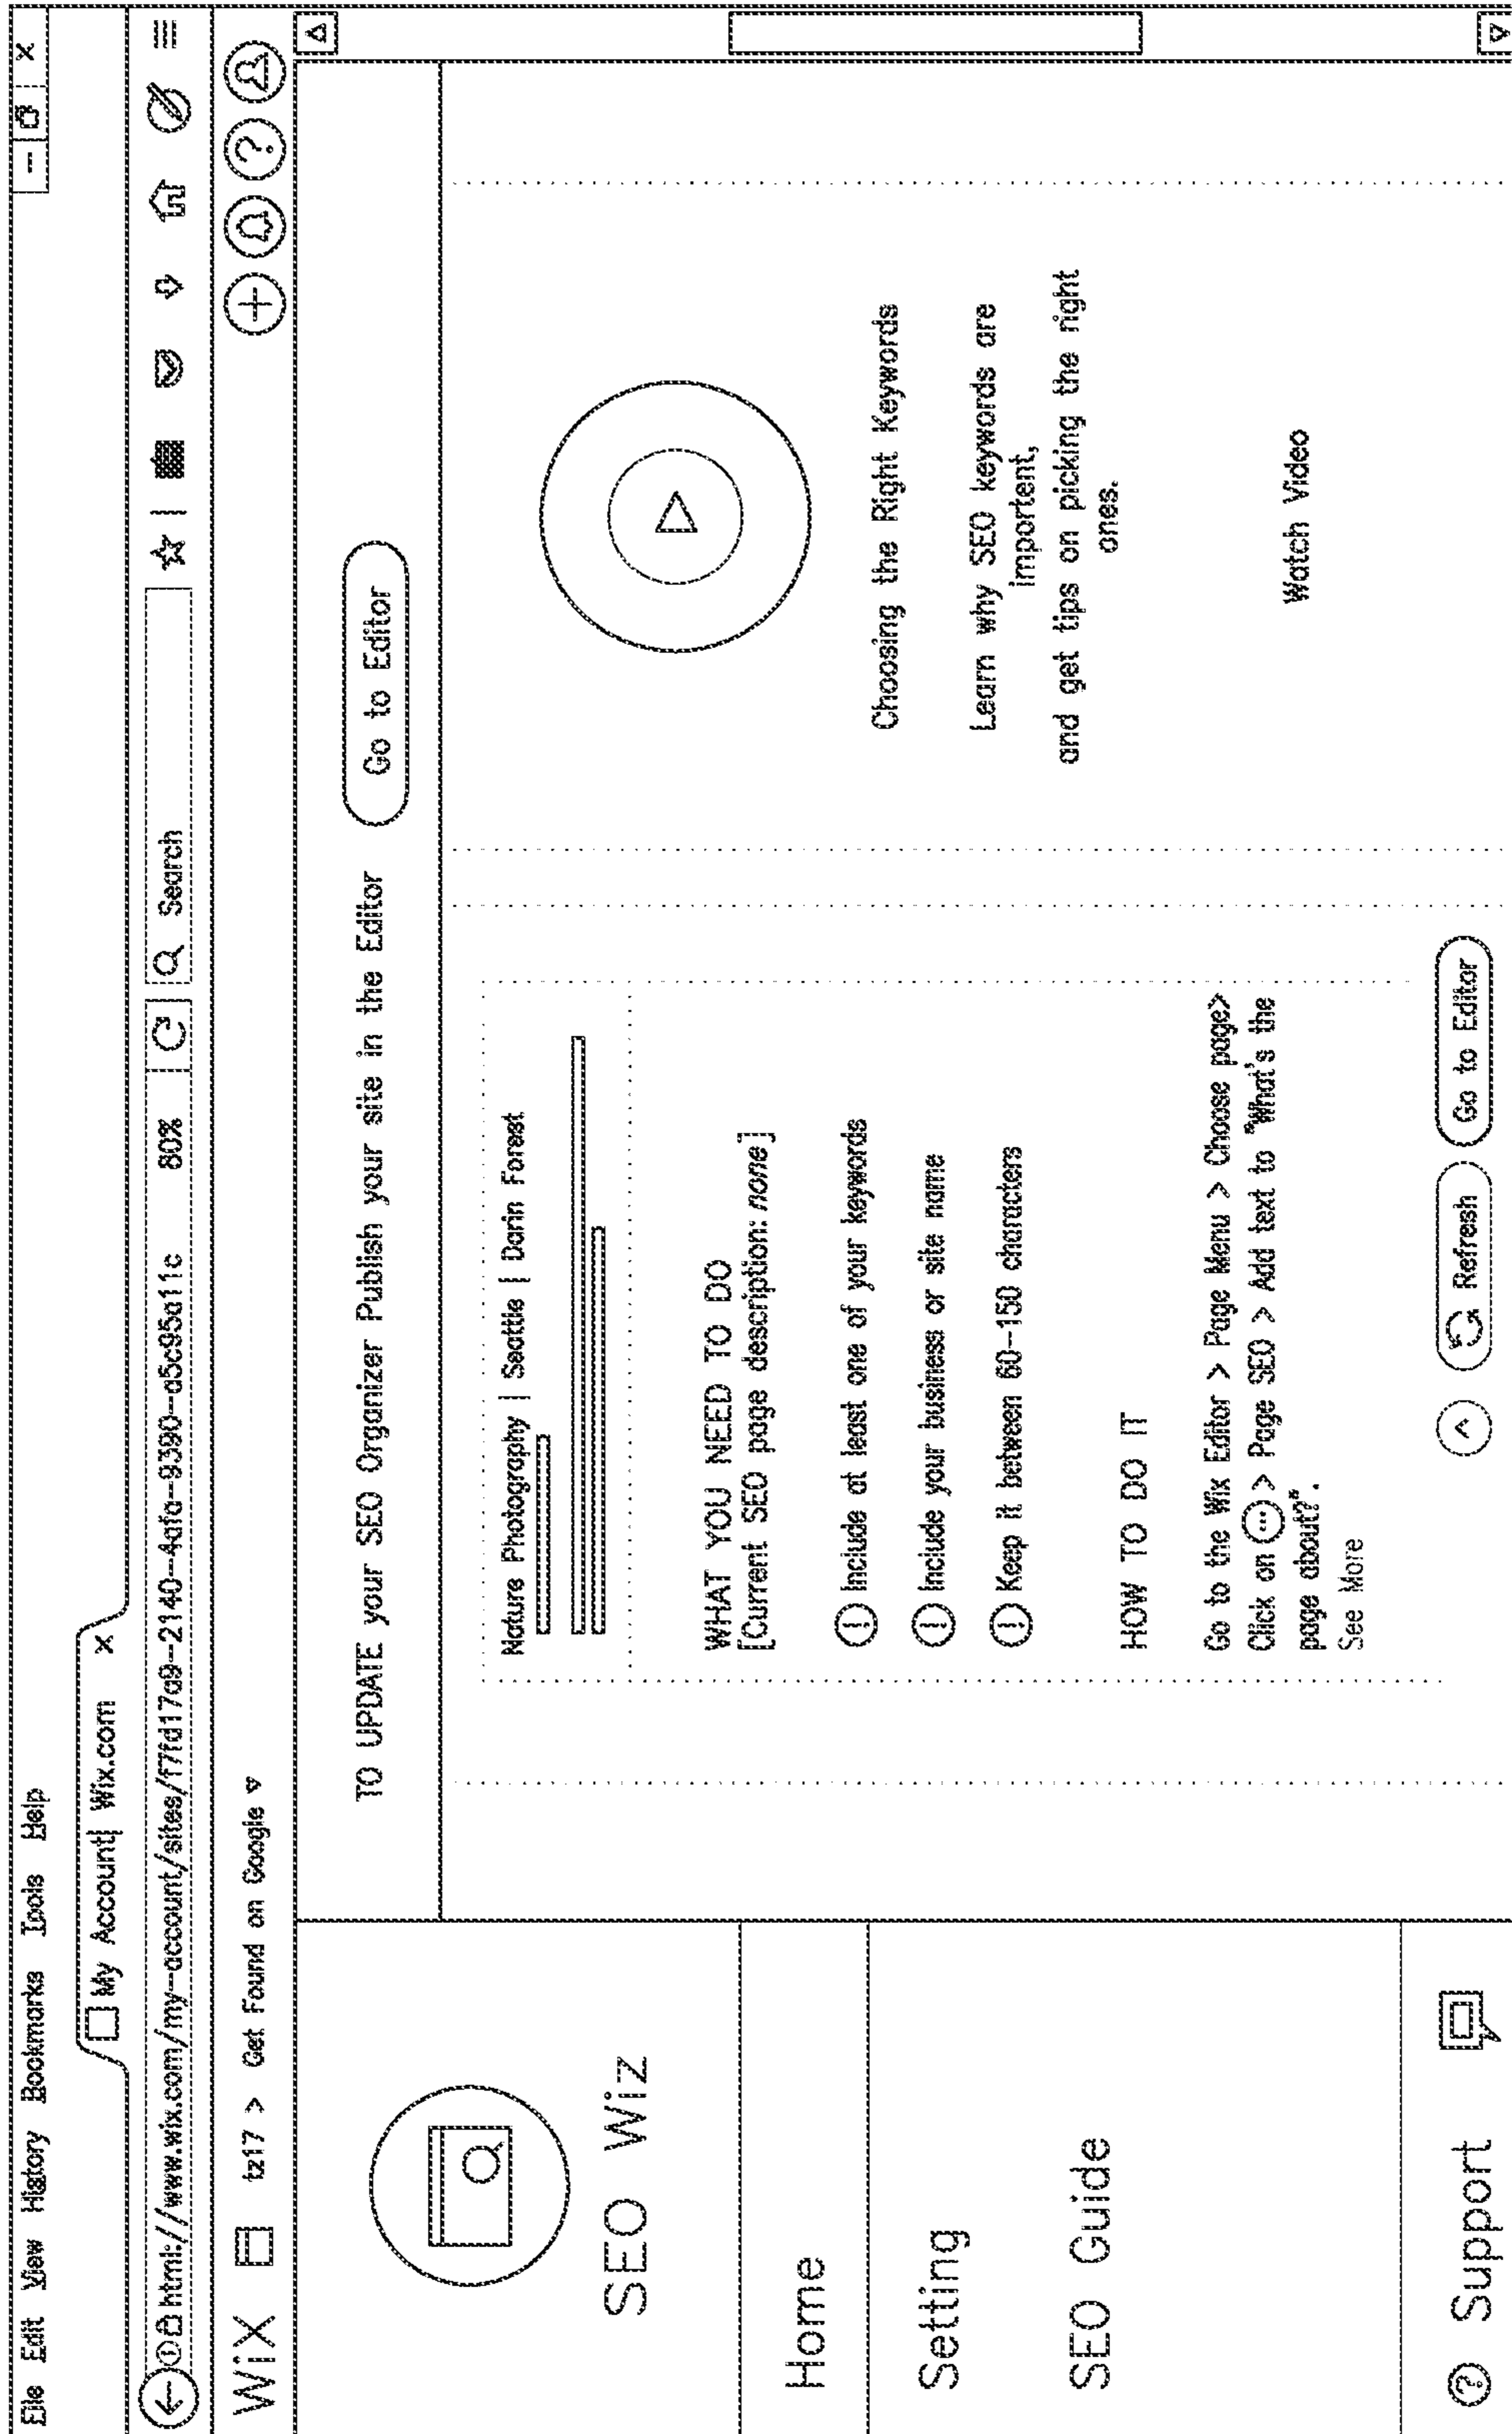 File Edit View History Bookmarks Tools Help
My Account| Wix.com X
html://www.wix.com/my-account/sites/f7fd17a9-2140-4afa-9390-a5c95a11c 80% Search
WiX tz17 > Get Found on Google
TO UPDATE your SEO Organizer Publish your site in the Editor Go to Editor
SEO Wiz
Home
Setting
SEO Guide
? Support
Nature Photography | Seattle | Darin Forest
WHAT YOU NEED TO DO
[Current SEO page description: none]
! Include at least one of your keywords
! Include your business or site name
! Keep it between 60-150 characters
HOW TO DO IT
Go to the Wix Editor > Page Menu > Choose page>
Click on ... > Page SEO > Add text to "What's the
page about?".
See More
Refresh Go to Editor
Choosing the Right Keywords
Learn why SEO keywords are
importent,
and get tips on picking the right
ones.
Watch Video